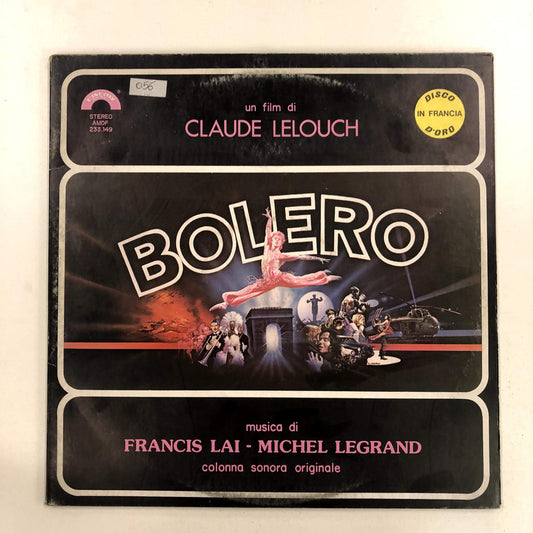 STEREO
AMDF
233.149
056
un film di
CLAUDE LELOUCH
DISCO
IN FRANCIA
D'ORO
BOLERO
musica di
FRANCIS LAI - MICHEL LEGRAND
colonna sonora originale